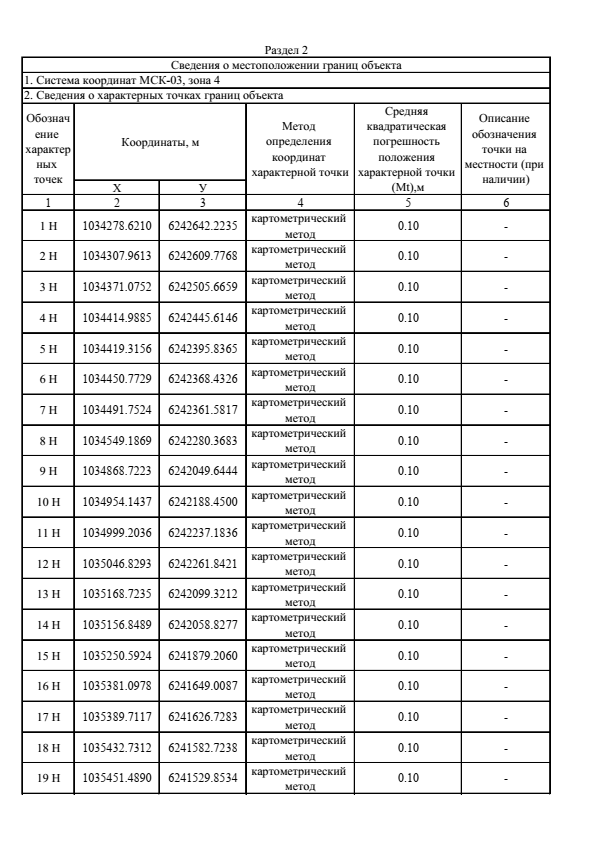 Раздел 2
Сведения о местоположении границ объекта
1. Система координат МСК-03, зона 4
2. Сведения о характерных точках границ объекта
Обознач
ение
характер
ных
точек
Координаты, м
Х
У
Метод
определения
координат
характерной точки
Средняя
квадратическая
погрешность
положения
характерной точки
(Mt),м
Описание
обозначения
точки на
местности (при
наличии)
1 2 3 4 5 6
1 Н 1034278.6210 6242642.2235 картометрический метод 0.10 -
2 Н 1034307.9613 6242609.7768 картометрический метод 0.10 -
3 Н 1034371.0752 6242505.6659 картометрический метод 0.10 -
4 Н 1034414.9885 6242445.6146 картометрический метод 0.10 -
5 Н 1034419.3156 6242395.8365 картометрический метод 0.10 -
6 Н 1034450.7729 6242368.4326 картометрический метод 0.10 -
7 Н 1034491.7524 6242361.5817 картометрический метод 0.10 -
8 Н 1034549.1869 6242280.3683 картометрический метод 0.10 -
9 Н 1034868.7223 6242049.6444 картометрический метод 0.10 -
10 Н 1034954.1437 6242188.4500 картометрический метод 0.10 -
11 Н 1034999.2036 6242237.1836 картометрический метод 0.10 -
12 Н 1035046.8293 6242261.8421 картометрический метод 0.10 -
13 Н 1035168.7235 6242099.3212 картометрический метод 0.10 -
14 Н 1035156.8489 6242058.8277 картометрический метод 0.10 -
15 Н 1035250.5924 6241879.2060 картометрический метод 0.10 -
16 Н 1035381.0978 6241649.0087 картометрический метод 0.10 -
17 Н 1035389.7117 6241626.7283 картометрический метод 0.10 -
18 Н 1035432.7312 6241582.7238 картометрический метод 0.10 -
19 Н 1035451.4890 6241529.8534 картометрический метод 0.10 -